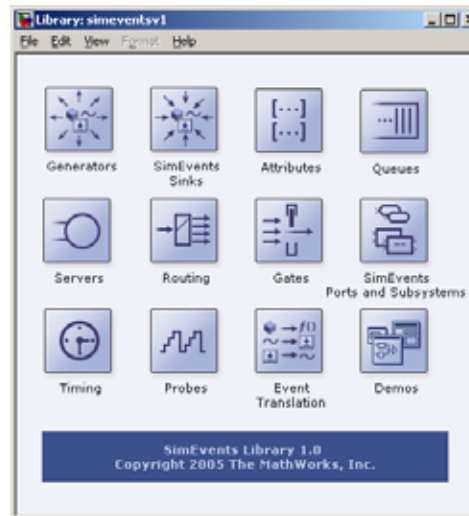 Library: simeventsv1
File Edit View Format Help
[...]
[...]
Generators
SimEvents
Sinks
Attributes
Queues
Servers
Routing
Gates
SimEvents
Ports and Subsystems
f()
Timing
Probes
Event
Translation
Demos
SimEvents Library 1.0
Copyright 2005 The MathWorks, Inc.